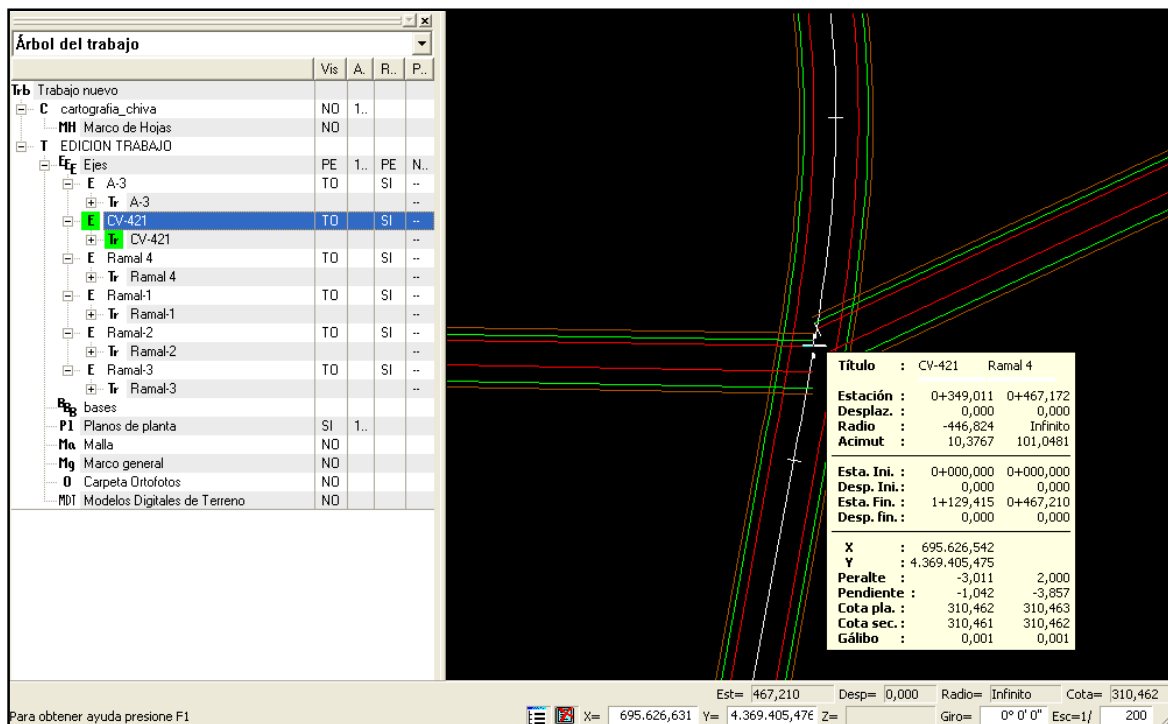 Árbol del trabajo
Vis A. R.. P..
Trb Trabajo nuevo
C cartografia_chiva NO 1..
MH Marco de Hojas NO
T EDICION TRABAJO
EEE Ejes PE 1.. PE N..
E A-3 TO SI --
Tr A-3 --
E CV-421 TO SI --
Tr CV-421 --
E Ramal 4 TO SI --
Tr Ramal 4 --
E Ramal-1 TO SI --
Tr Ramal-1 --
E Ramal-2 TO SI --
Tr Ramal-2 --
E Ramal-3 TO SI --
Tr Ramal-3 --
BBB bases
Pl Planos de planta SI 1..
Ma Malla NO
Mg Marco general NO
O Carpeta Ortofotos NO
MDT Modelos Digitales de Terreno NO
Título : CV-421 Ramal 4
Estación : 0+349,011 0+467,172
Desplaz. : 0,000 0,000
Radio : -446,824 Infinito
Acimut : 10,3767 101,0481
Esta. Ini. : 0+000,000 0+000,000
Desp. Ini. : 0,000 0,000
Esta. Fin. : 1+129,415 0+467,210
Desp. fin. : 0,000 0,000
X : 695.626,542
Y : 4.369.405,475
Peralte : -3,011 2,000
Pendiente : -1,042 -3,857
Cota pla. : 310,462 310,463
Cota sec. : 310,461 310,462
Gálibo : 0,001 0,001
Est= 467,210 Desp= 0,000 Radio= Infinito Cota= 310,462
Para obtener ayuda presione F1 X= 695.626,631 Y= 4.369.405,476 Z= Giro= 0° 0' 0" Esc=1/ 200